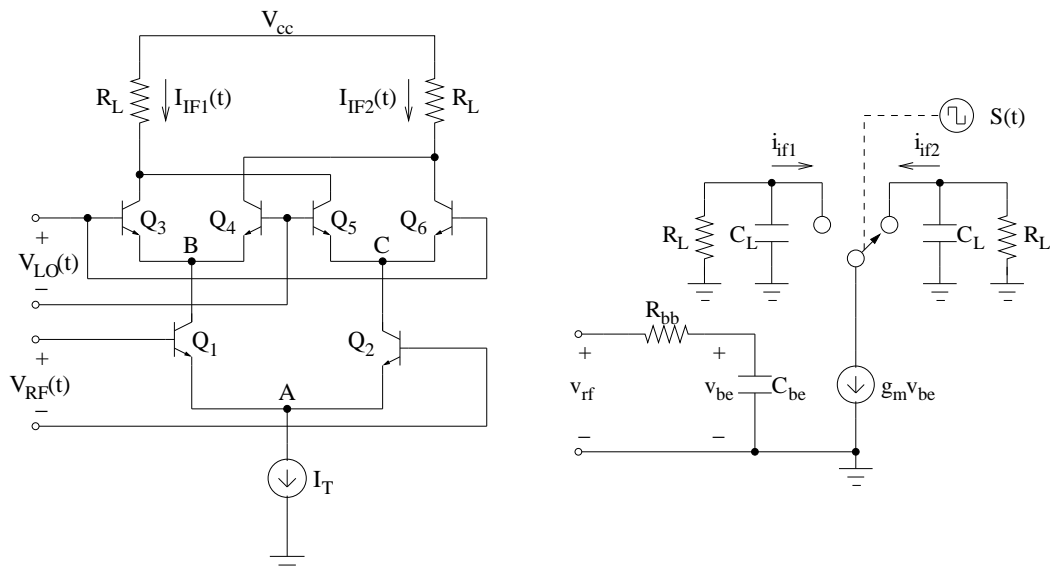 V_cc
R_L I_IF1(t) I_IF2(t) R_L
Q_3 Q_4 Q_5 Q_6
+
V_LO(t)
−
B C
+
V_RF(t)
−
Q_1 Q_2
A
I_T
S(t)
i_if1 i_if2
R_L C_L C_L R_L
R_bb
+ +
v_rf v_be C_be g_m v_be
− −